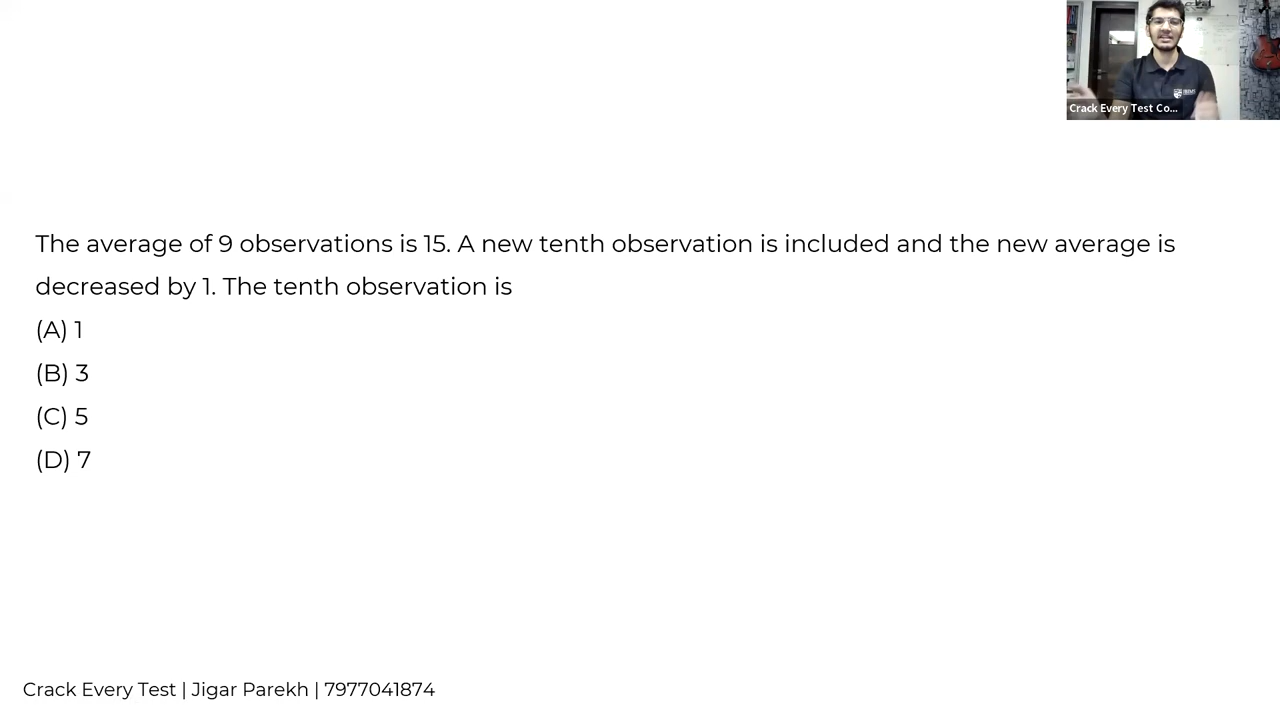 Crack Every Test Co...
The average of 9 observations is 15. A new tenth observation is included and the new average is
decreased by 1. The tenth observation is
(A) 1
(B) 3
(C) 5
(D) 7
Crack Every Test | Jigar Parekh | 7977041874